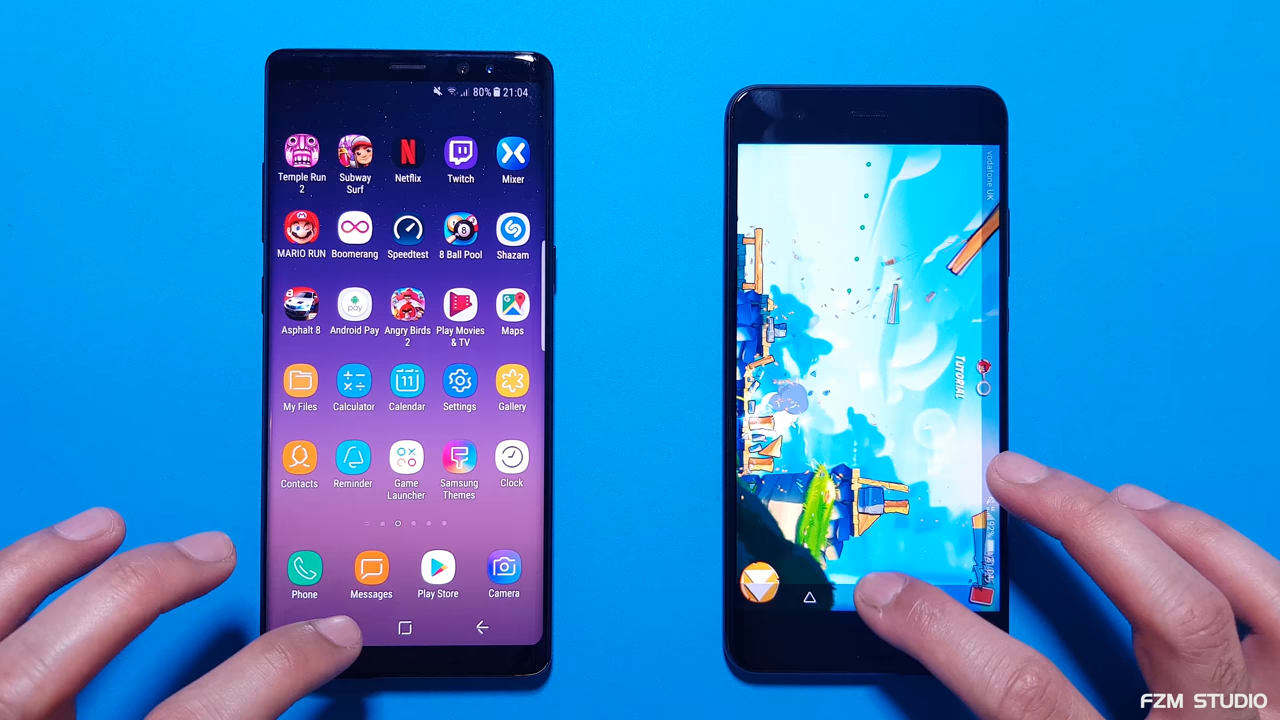 80% 21:04
Temple Run
2
Subway
Surf
Netflix
Twitch
Mixer
MARIO RUN
Boomerang
Speedtest
8 Ball Pool
Shazam
Asphalt 8
Android Pay
Angry Birds
2
Play Movies
& TV
Maps
My Files
Calculator
11
Calendar
Settings
Gallery
Contacts
Reminder
Game
Launcher
Samsung
Themes
Clock
Phone
Messages
Play Store
Camera
vodafone UK
TUTORIAL
92%
FZM STUDIO